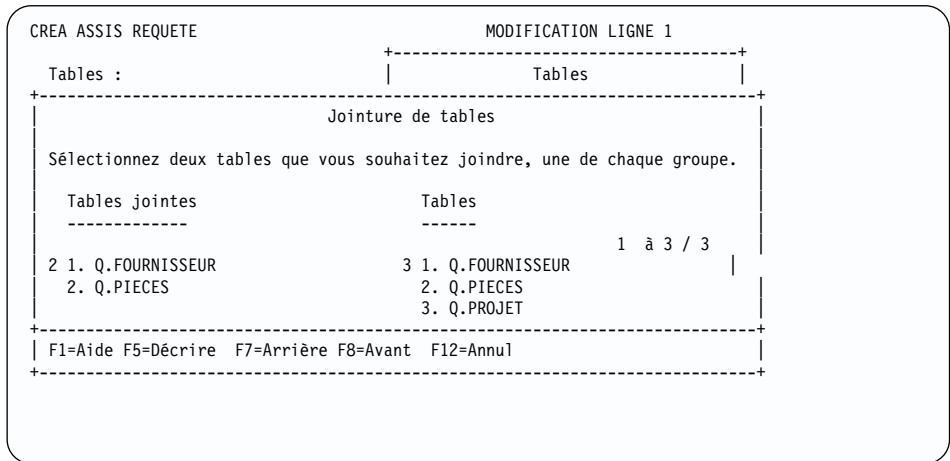 CREA ASSIS REQUETE MODIFICATION LIGNE 1
+--------------------------------------+
Tables : | Tables |
+-------------------------------------------------------------------------------+
| Jointure de tables |
| Sélectionnez deux tables que vous souhaitez joindre, une de chaque groupe. |
| Tables jointes Tables |
| ------------- ------ |
| 1 à 3 / 3 |
| 2 1. Q.FOURNISSEUR 3 1. Q.FOURNISSEUR |
| 2. Q.PIECES 2. Q.PIECES |
| 3. Q.PROJET |
+-------------------------------------------------------------------------------+
| F1=Aide F5=Décrire F7=Arrière F8=Avant F12=Annul |
+-------------------------------------------------------------------------------+